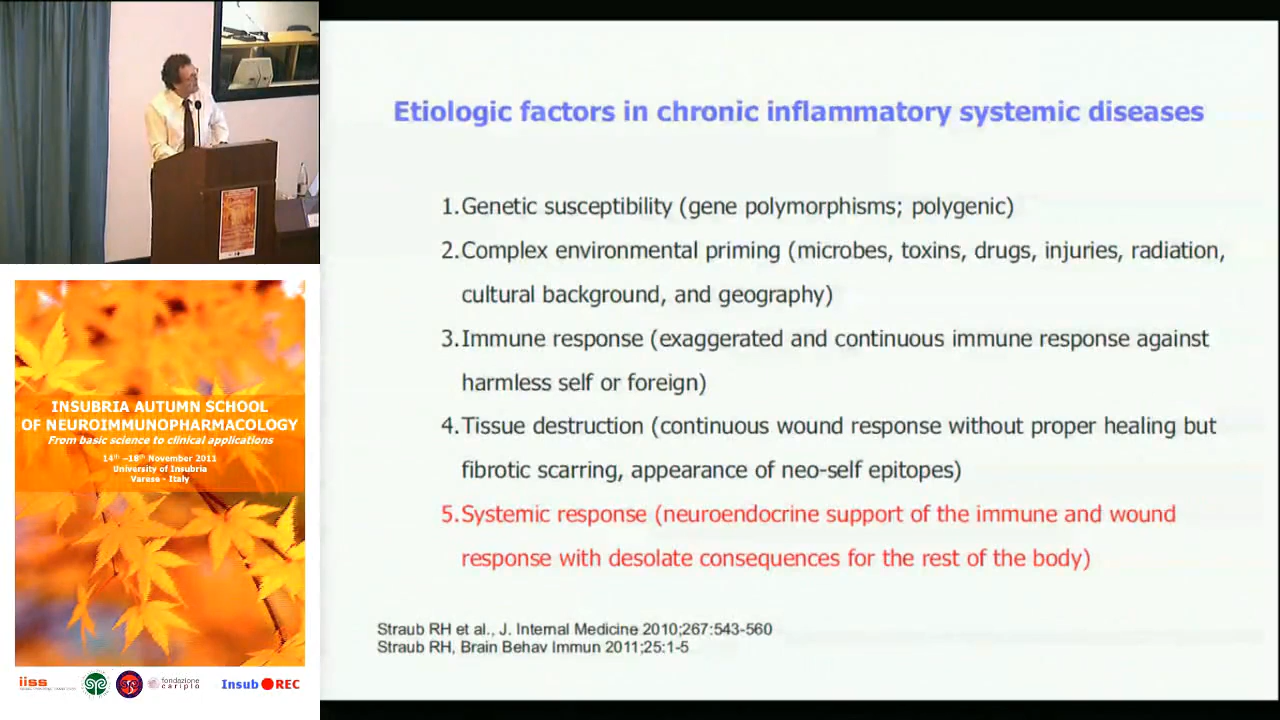 Etiologic factors in chronic inflammatory systemic diseases
1. Genetic susceptibility (gene polymorphisms; polygenic)
2. Complex environmental priming (microbes, toxins, drugs, injuries, radiation,
cultural background, and geography)
3. Immune response (exaggerated and continuous immune response against
harmless self or foreign)
4. Tissue destruction (continuous wound response without proper healing but
fibrotic scarring, appearance of neo-self epitopes)
5. Systemic response (neuroendocrine support of the immune and wound
response with desolate consequences for the rest of the body)
Straub RH et al., J. Internal Medicine 2010;267:543-560
Straub RH, Brain Behav Immun 2011;25:1-5
INSUBRIA AUTUMN SCHOOL
OF NEUROIMMUNOPHARMACOLOGY
From basic science to clinical applications
14th –18th November 2011
University of Insubria
Varese - Italy
iiss
fondazione
cariplo
Insub REC